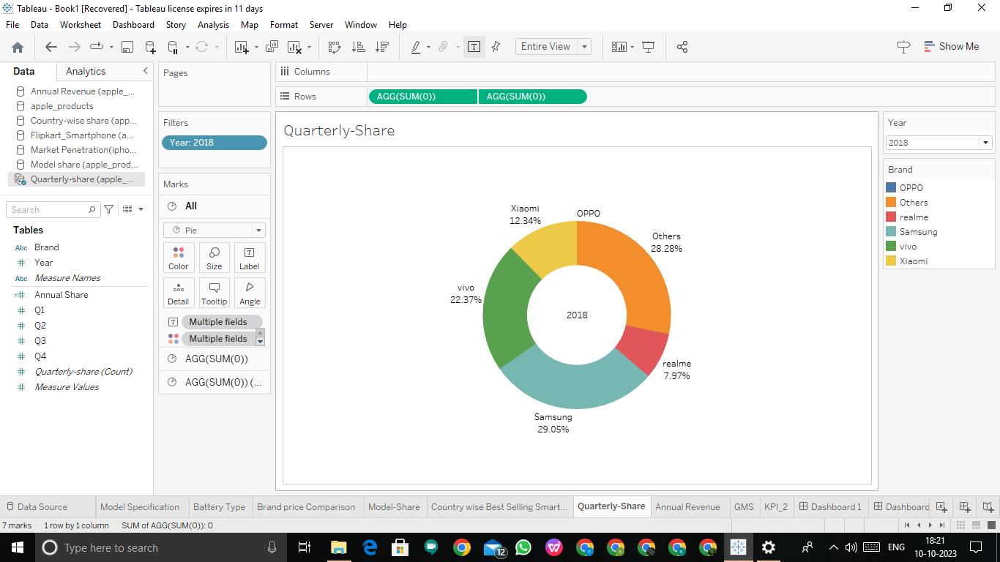 Tableau - Book1 [Recovered] - Tableau license expires in 11 days
File Data Worksheet Dashboard Story Analysis Map Format Server Window Help
Entire View
Show Me
Data Analytics
Annual Revenue (apple_...
apple_products
Country-wise share (app...
Flipkart_Smartphone (a...
Market Penetration(ipho...
Model share (apple_prod...
Quarterly-share (apple_...
Search
Tables
Abc Brand
Year
Abc Measure Names
Annual Share
Q1
Q2
Q3
Q4
Quarterly-share (Count)
Measure Values
Pages
Filters
Year: 2018
Marks
All
Pie
Color Size Label
Detail Tooltip Angle
Multiple fields
Multiple fields
AGG(SUM(0))
AGG(SUM(0)) (...
Columns
Rows AGG(SUM(0)) AGG(SUM(0))
Quarterly-Share
Xiaomi
12.34%
OPPO
Others
28.28%
vivo
22.37%
2018
realme
7.97%
Samsung
29.05%
Year
2018
Brand
OPPO
Others
realme
Samsung
vivo
Xiaomi
Data Source Model Specification Battery Type Brand price Comparison Model-Share Country wise Best Selling Smart... Quarterly-Share Annual Revenue GMS KPI_2 Dashboard 1 Dashboard
7 marks 1 row by 1 column SUM of AGG(SUM(0)): 0
Type here to search
12
ENG
18:21
10-10-2023